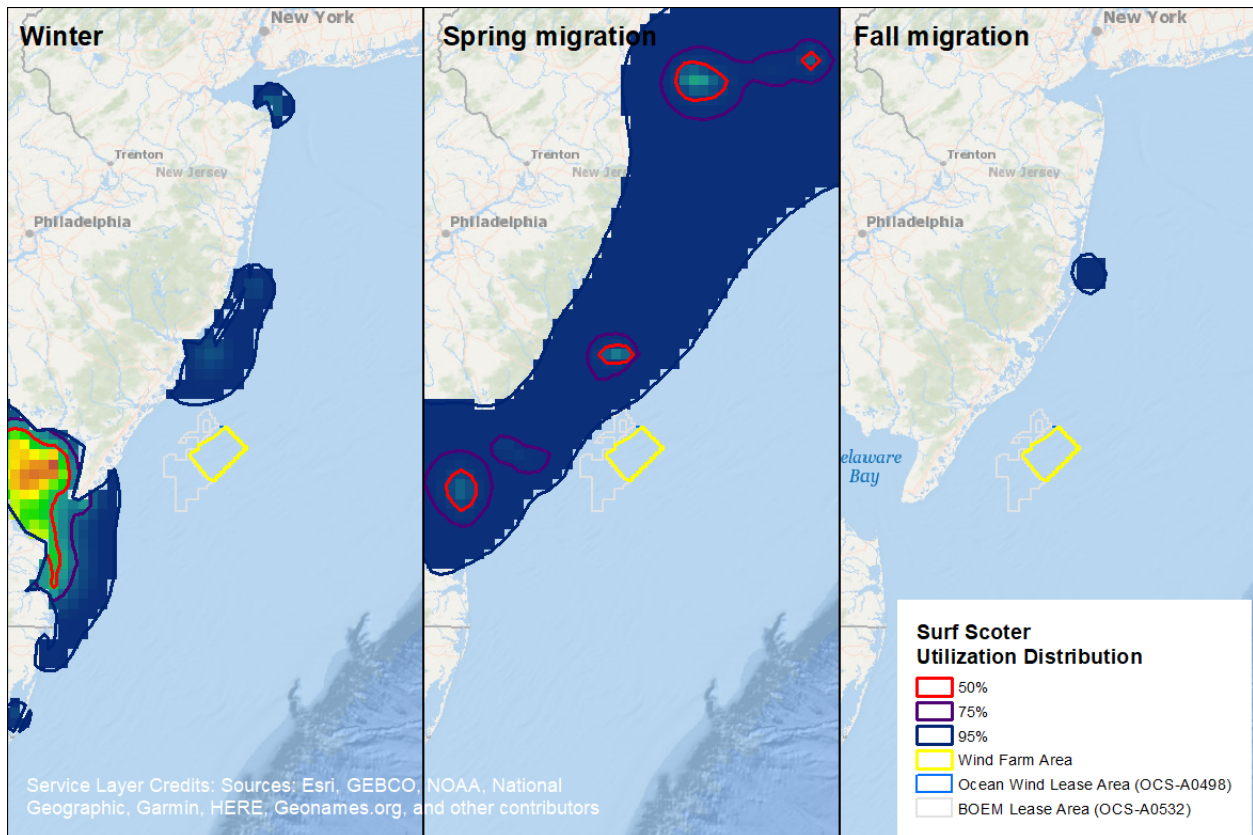 Winter
New York
Trenton
New Jersey
Philadelphia
Spring migration
New York
Trenton
New Jersey
Philadelphia
Fall migration
New York
Trenton
New Jersey
Philadelphia
elaware
Bay
Service Layer Credits: Sources: Esri, GEBCO, NOAA, National
Geographic, Garmin, HERE, Geonames.org, and other contributors
Surf Scoter
Utilization Distribution
50%
75%
95%
Wind Farm Area
Ocean Wind Lease Area (OCS-A0498)
BOEM Lease Area (OCS-A0532)